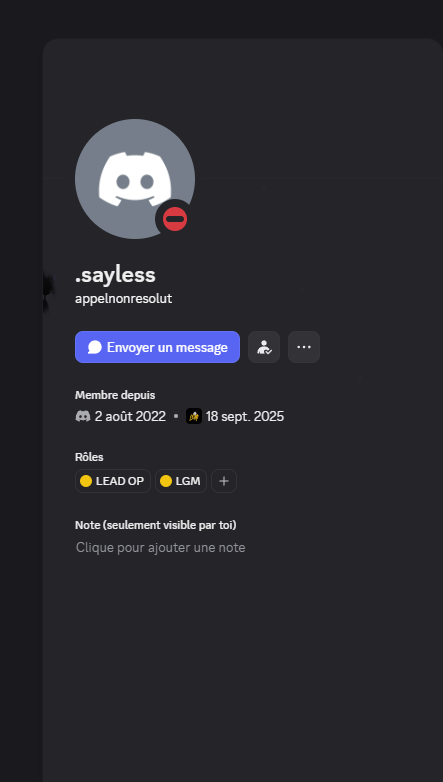 .sayless
appelnonresolut
Envoyer un message
Membre depuis
2 août 2022 • 18 sept. 2025
Rôles
LEAD OP LGM
Note (seulement visible par toi)
Clique pour ajouter une note